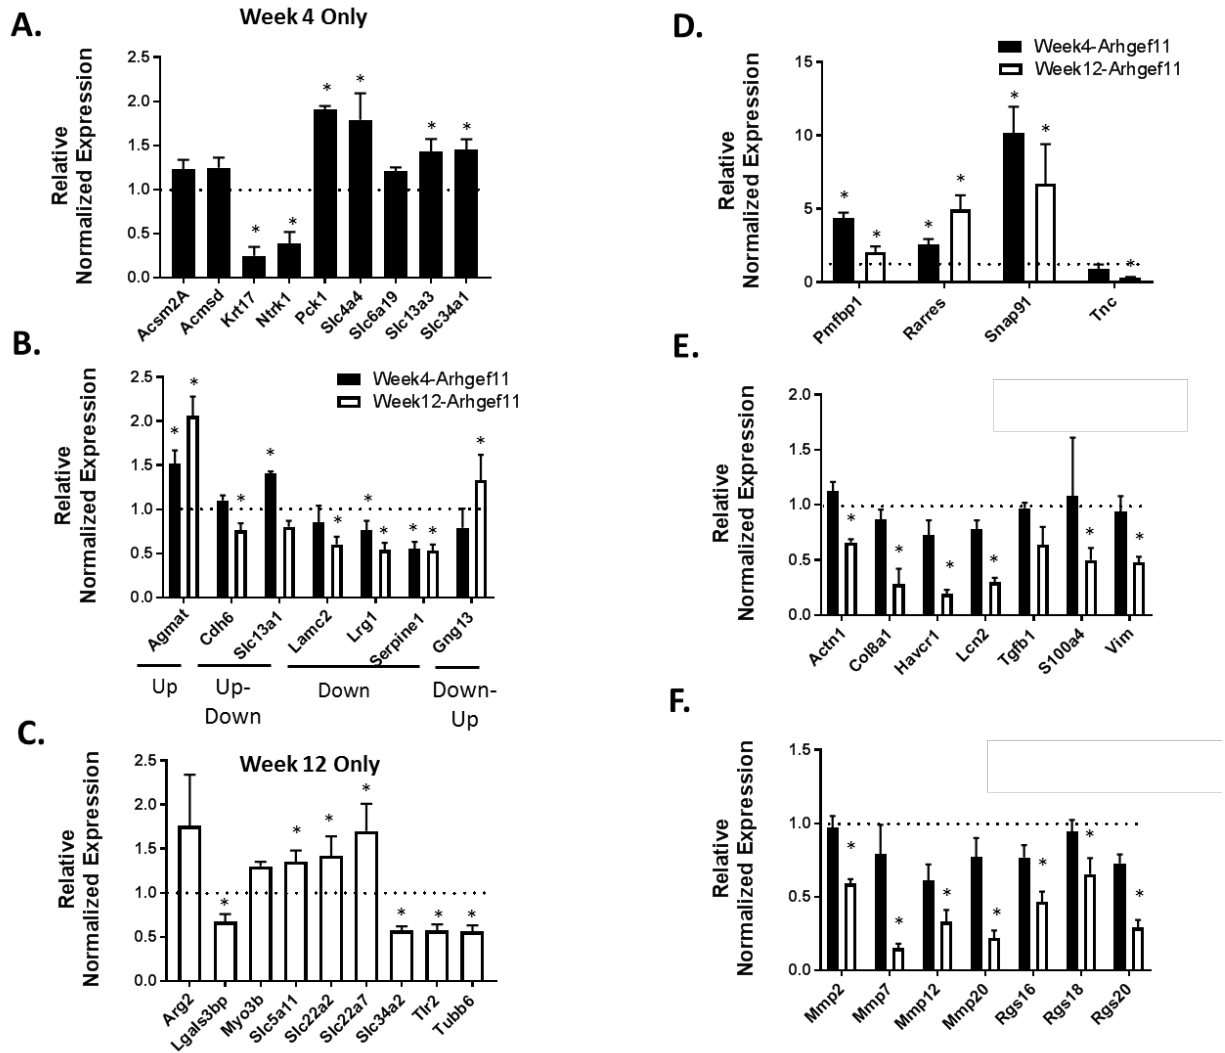 A.
Week 4 Only
Relative
Normalized Expression
2.5
2.0
1.5
1.0
0.5
0.0
* * * * * *
Acsm2A Acmsd Krt17 Ntrk1 Pck1 Slc4a4 Slc6a19 Slc13a3 Slc34a1
B.
Week4-Arhgef11
Week12-Arhgef11
Relative
Normalized Expression
2.5
2.0
1.5
1.0
0.5
0.0
* * * * * * * * * *
Agmat Cdh6 Slc13a1 Lamc2 Lrg1 Serpine1 Gng13
Up Up-Down Down Down-Up
C.
Week 12 Only
Relative
Normalized Expression
2.5
2.0
1.5
1.0
0.5
0.0
* * * * * * *
Arg2 Lgals3bp Myo3b Slc5a11 Slc22a2 Slc22a7 Slc34a2 Tlr2 Tubb6
D.
Week4-Arhgef11
Week12-Arhgef11
Relative
Normalized Expression
15
10
5
0
* * * * * * *
Pmfbp1 Rarres Snap91 Tnc
E.
Relative
Normalized Expression
2.0
1.5
1.0
0.5
0.0
* * * * * *
Actn1 Col8a1 Havcr1 Lcn2 Tgfb1 S100a4 Vim
F.
Relative
Normalized Expression
1.5
1.0
0.5
0.0
* * * * * * *
Mmp2 Mmp7 Mmp12 Mmp20 Rgs16 Rgs18 Rgs20